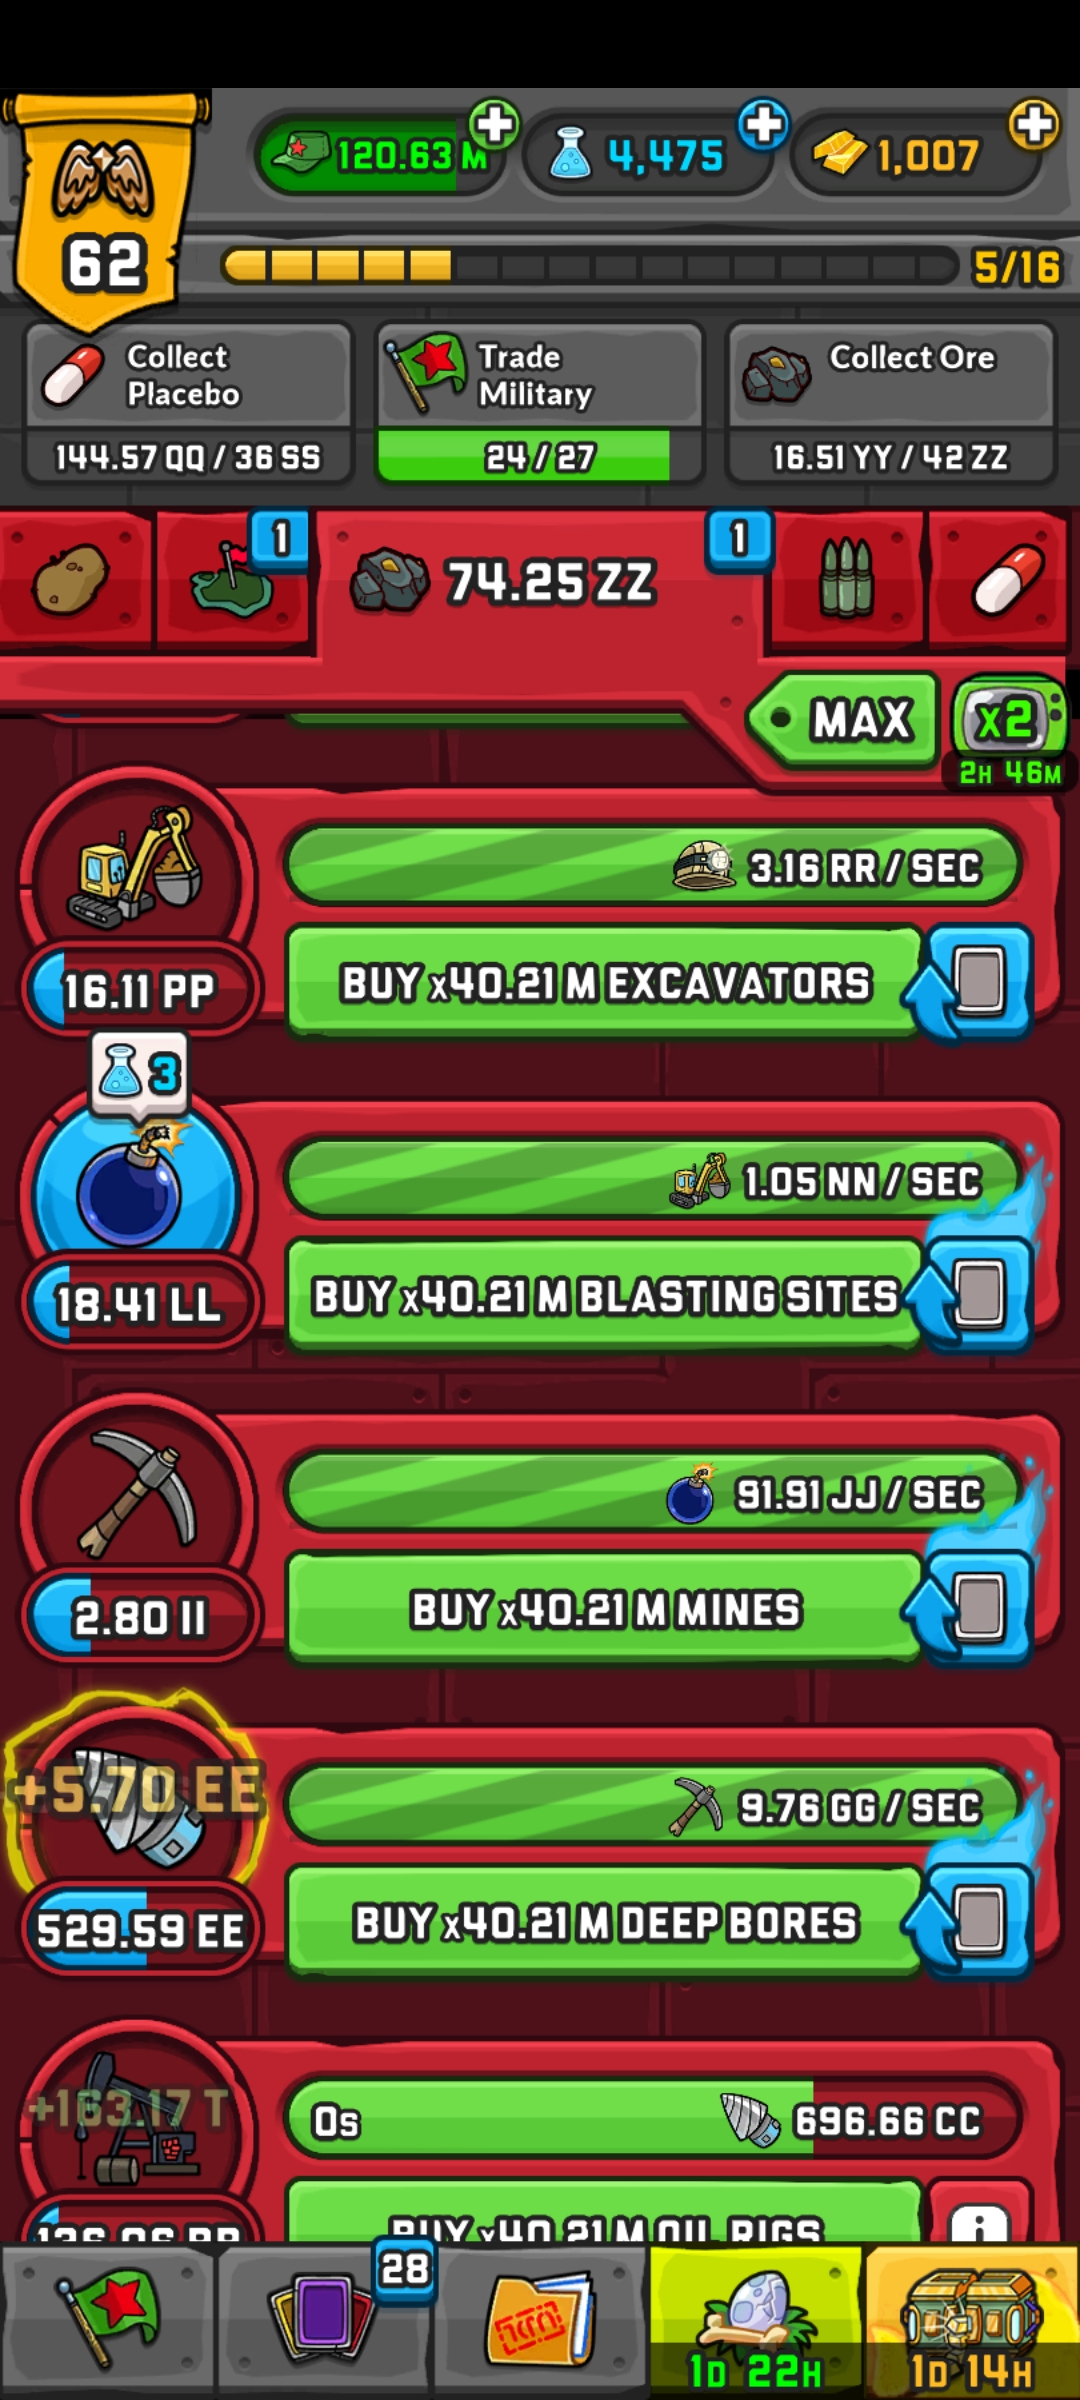 120.63 M
4,475
1,007
62
5/16
Collect
Placebo
144.57 QQ / 36 SS
Trade
Military
24 / 27
Collect Ore
16.51 YY / 42 ZZ
1
74.25 ZZ
1
MAX
x2
2H 46M
3.16 RR / SEC
16.11 PP
BUY x40.21 M EXCAVATORS
3
1.05 NN / SEC
18.41 LL
BUY x40.21 M BLASTING SITES
91.91 JJ / SEC
2.80 II
BUY x40.21 M MINES
+5.70 EE
9.76 GG / SEC
529.59 EE
BUY x40.21 M DEEP BORES
+163.17 T
0s
696.66 CC
BUY x40.21 M OIL RIGS
i
28
1D 22H
1D 14H